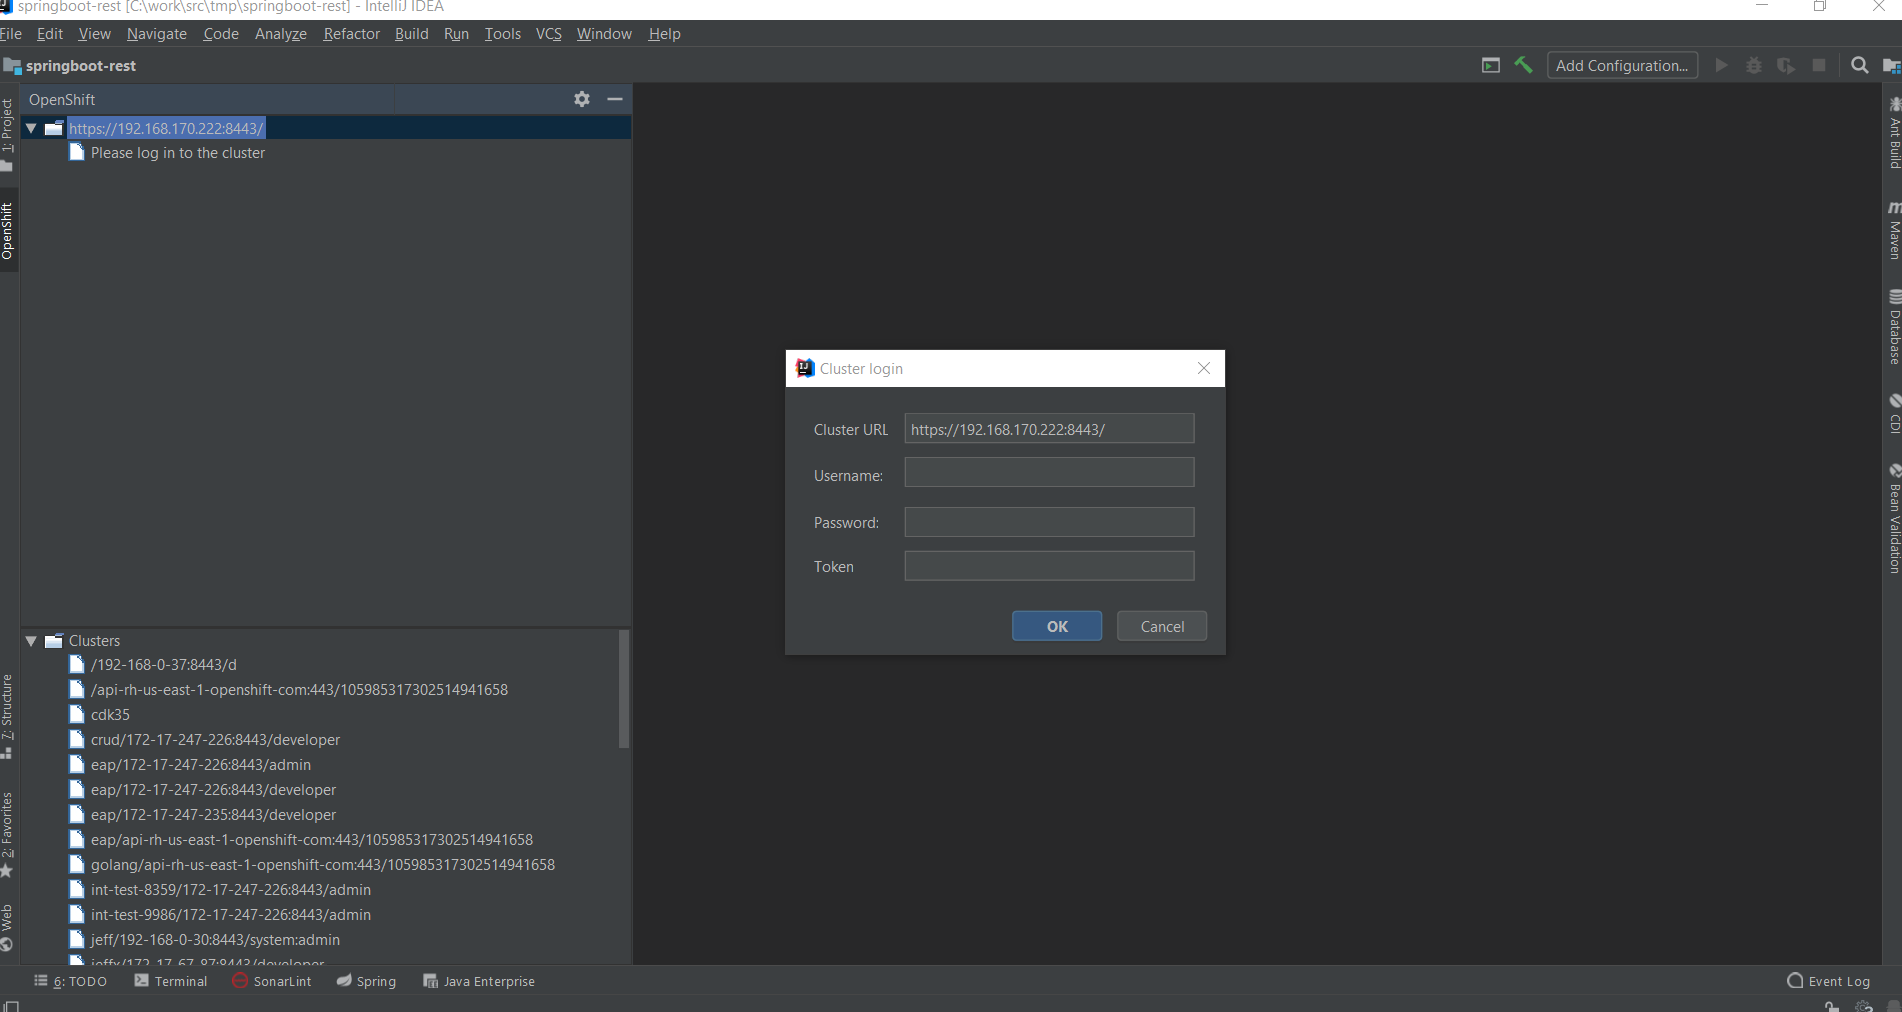 springboot-rest [C:\work\src\tmp\springboot-rest] - IntelliJ IDEA
File Edit View Navigate Code Analyze Refactor Build Run Tools VCS Window Help
springboot-rest
Add Configuration...
1: Project
OpenShift
7: Structure
2: Favorites
Web
OpenShift
https://192.168.170.222:8443/
Please log in to the cluster
Clusters
/192-168-0-37:8443/d
/api-rh-us-east-1-openshift-com:443/105985317302514941658
cdk35
crud/172-17-247-226:8443/developer
eap/172-17-247-226:8443/admin
eap/172-17-247-226:8443/developer
eap/172-17-247-235:8443/developer
eap/api-rh-us-east-1-openshift-com:443/105985317302514941658
golang/api-rh-us-east-1-openshift-com:443/105985317302514941658
int-test-8359/172-17-247-226:8443/admin
int-test-9986/172-17-247-226:8443/admin
jeff/192-168-0-30:8443/system:admin
jeffx/172-17-67-87:8443/developer
Cluster login
Cluster URL https://192.168.170.222:8443/
Username:
Password:
Token
OK Cancel
Ant Build
Maven
Database
CDI
Bean Validation
6: TODO Terminal SonarLint Spring Java Enterprise Event Log